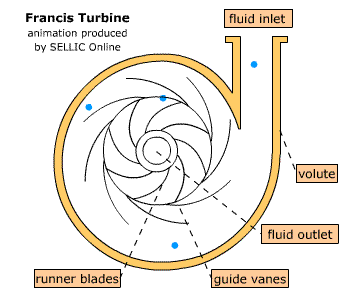 Francis Turbine
animation produced
by SELLIC Online
fluid inlet
volute
fluid outlet
runner blades
guide vanes